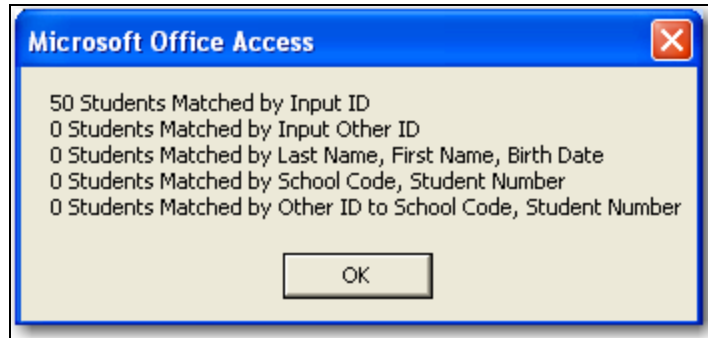 Microsoft Office Access
50 Students Matched by Input ID
0 Students Matched by Input Other ID
0 Students Matched by Last Name, First Name, Birth Date
0 Students Matched by School Code, Student Number
0 Students Matched by Other ID to School Code, Student Number
OK